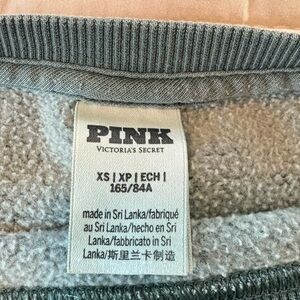 PINK
VICTORIA'S SECRET
XS | XP | ECH |
165/84A
made in Sri Lanka/fabriqué
au Sri Lanka/hecho en Sri
Lanka/fabbricato in Sri
Lanka/斯里兰卡制造